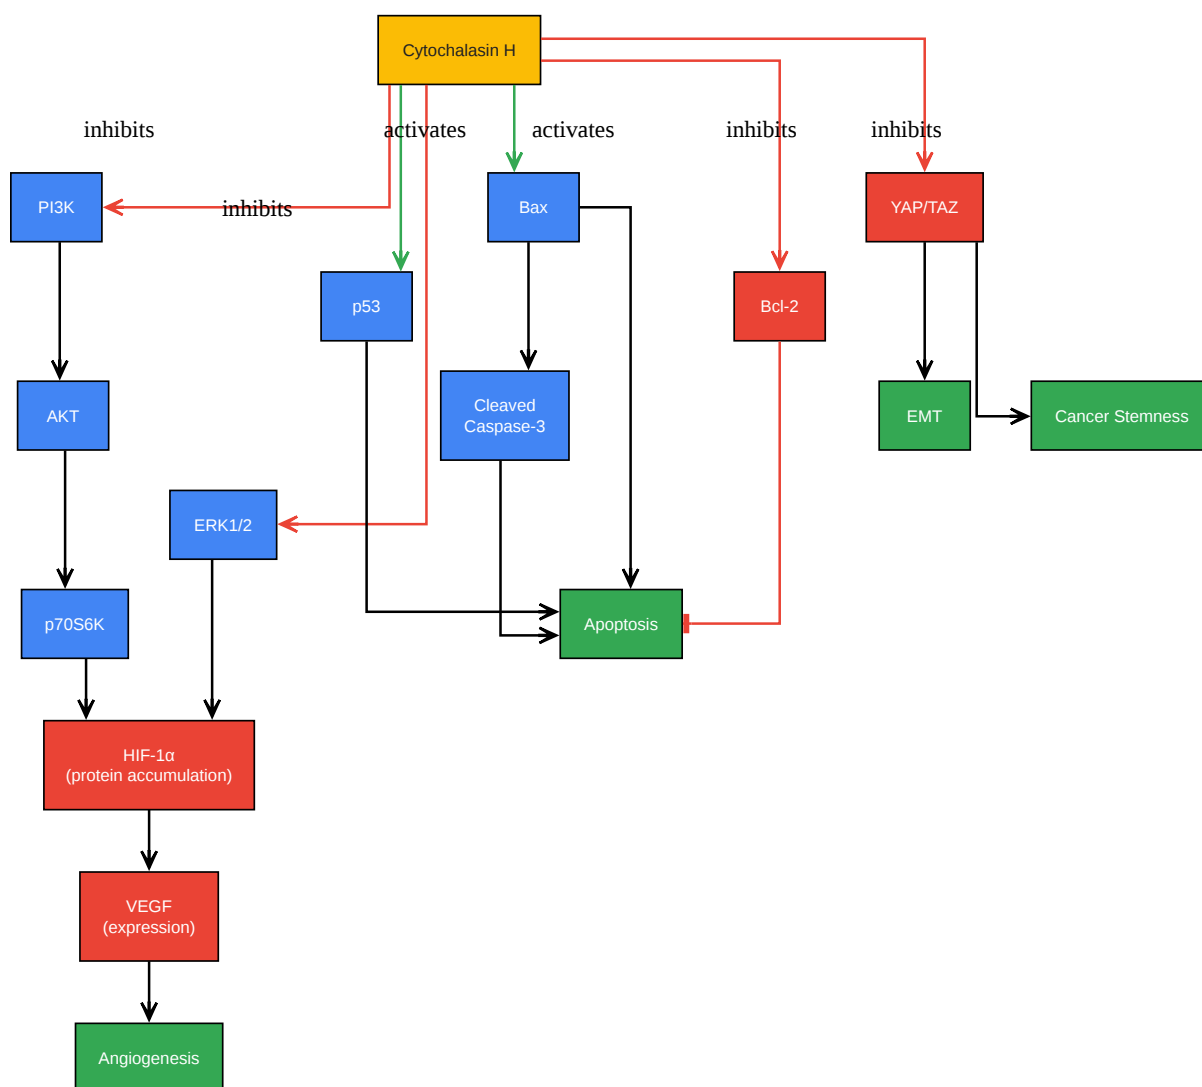 Cytochalasin H
inhibits
activates
activates
inhibits
inhibits
PI3K
inhibits
Bax
YAP/TAZ
p53
Bcl-2
Cleaved
Caspase-3
AKT
EMT
Cancer Stemness
ERK1/2
p70S6K
Apoptosis
HIF-1α
(protein accumulation)
VEGF
(expression)
Angiogenesis